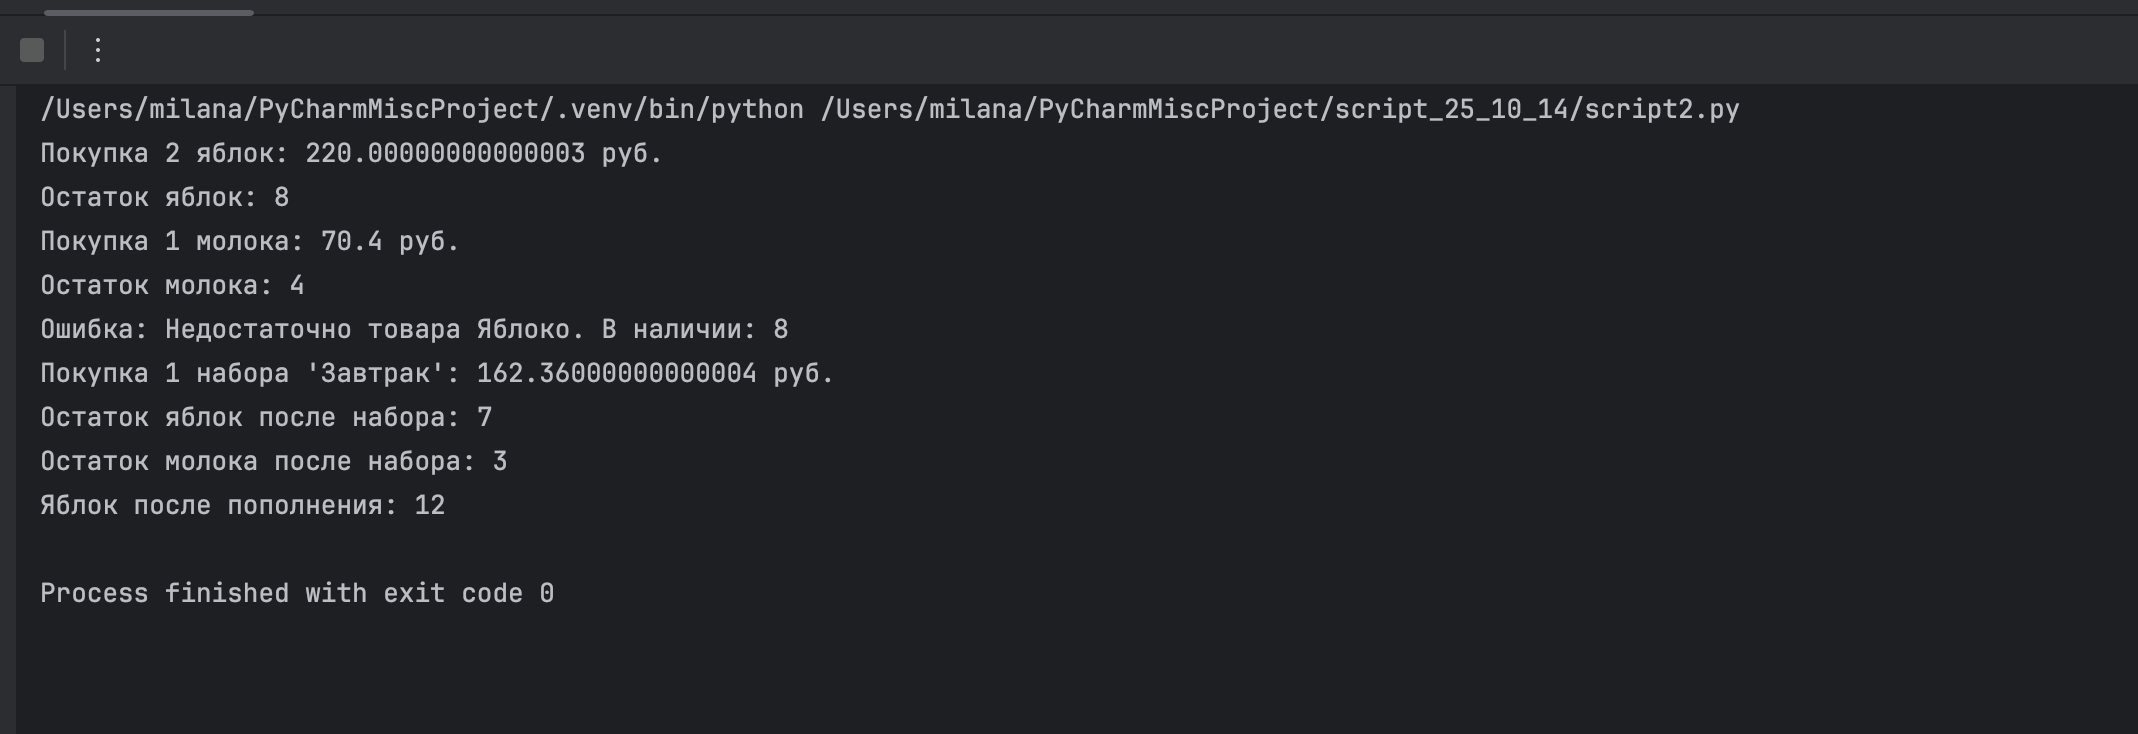 /Users/milana/PyCharmMiscProject/.venv/bin/python /Users/milana/PyCharmMiscProject/script_25_10_14/script2.py
Покупка 2 яблок: 220.00000000000003 руб.
Остаток яблок: 8
Покупка 1 молока: 70.4 руб.
Остаток молока: 4
Ошибка: Недостаточно товара Яблоко. В наличии: 8
Покупка 1 набора 'Завтрак': 162.36000000000004 руб.
Остаток яблок после набора: 7
Остаток молока после набора: 3
Яблок после пополнения: 12
Process finished with exit code 0